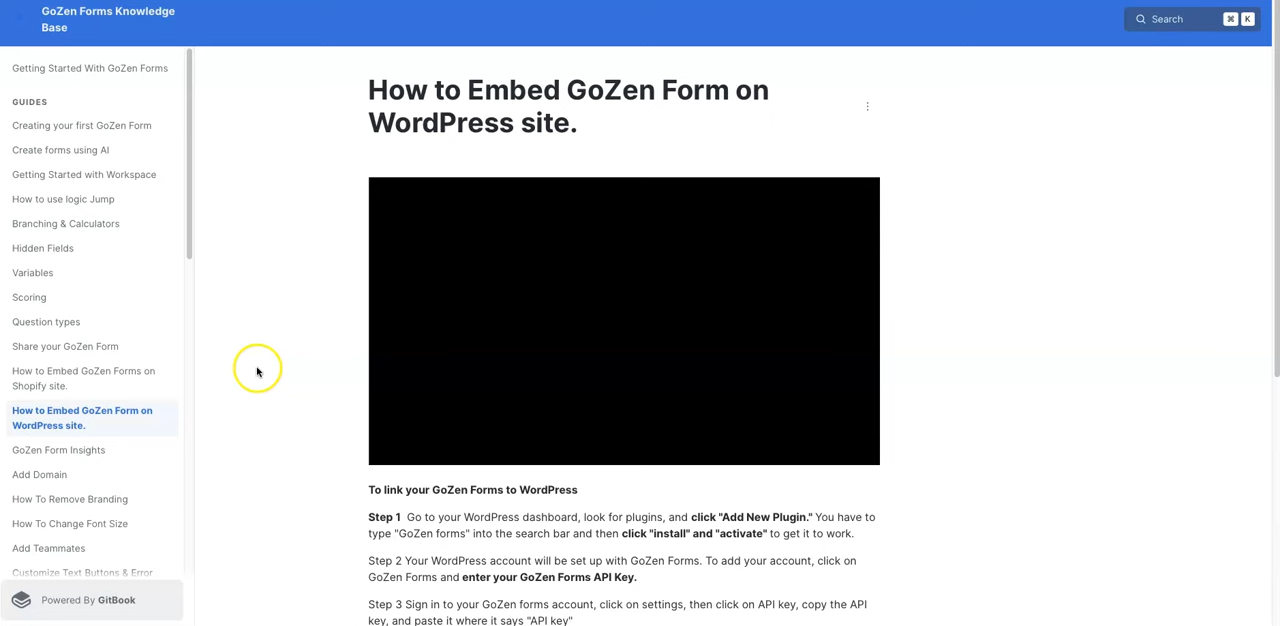 GoZen Forms Knowledge
Base
Search
⌘ K
Getting Started With GoZen Forms
GUIDES
Creating your first GoZen Form
Create forms using AI
Getting Started with Workspace
How to use logic Jump
Branching & Calculators
Hidden Fields
Variables
Scoring
Question types
Share your GoZen Form
How to Embed GoZen Forms on
Shopify site.
How to Embed GoZen Form on
WordPress site.
GoZen Form Insights
Add Domain
How To Remove Branding
How To Change Font Size
Add Teammates
Customize Text Buttons & Error
Powered By GitBook
How to Embed GoZen Form on
WordPress site.
To link your GoZen Forms to WordPress
Step 1 Go to your WordPress dashboard, look for plugins, and click "Add New Plugin." You have to
type "GoZen forms" into the search bar and then click "install" and "activate" to get it to work.
Step 2 Your WordPress account will be set up with GoZen Forms. To add your account, click on
GoZen Forms and enter your GoZen Forms API Key.
Step 3 Sign in to your GoZen forms account, click on settings, then click on API key, copy the API
key, and paste it where it says "API key"